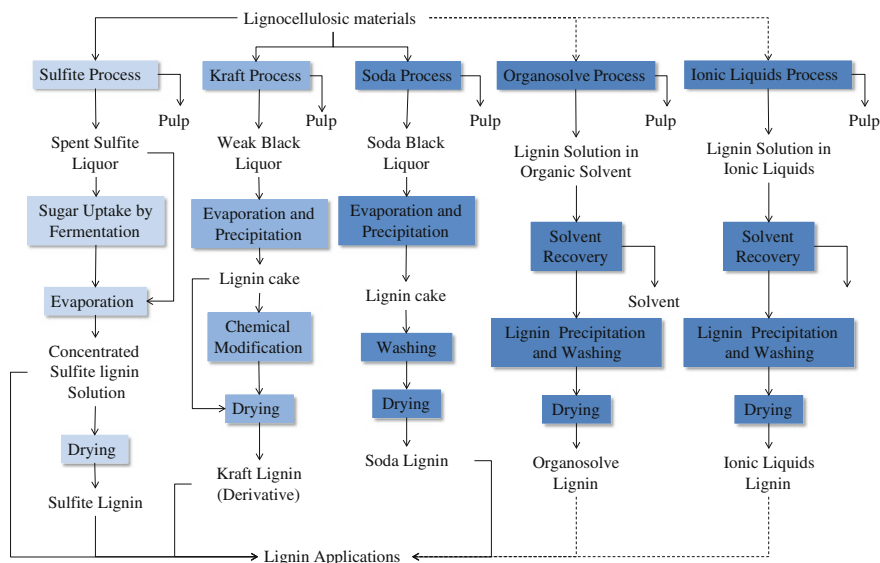 Lignocellulosic materials
Sulfite Process
Kraft Process
Soda Process
Organosolve Process
Ionic Liquids Process
Pulp
Pulp
Pulp
Pulp
Pulp
Spent Sulfite
Liquor
Weak Black
Liquor
Soda Black
Liquor
Lignin Solution in
Organic Solvent
Lignin Solution in
Ionic Liquids
Sugar Uptake by
Fermentation
Evaporation and
Precipitation
Evaporation and
Precipitation
Solvent
Recovery
Solvent
Recovery
Lignin cake
Lignin cake
Solvent
Evaporation
Chemical
Modification
Washing
Lignin Precipitation
and Washing
Lignin Precipitation
and Washing
Concentrated
Sulfite lignin
Solution
Drying
Drying
Drying
Drying
Drying
Sulfite Lignin
Kraft Lignin
(Derivative)
Soda Lignin
Organosolve
Lignin
Ionic Liquids
Lignin
Lignin Applications